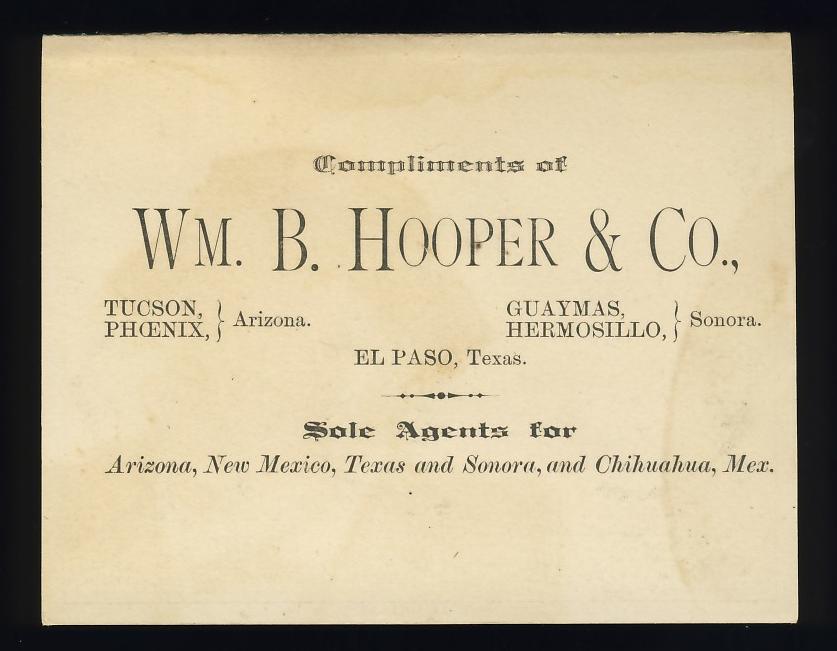 Compliments of
WM. B. HOOPER & CO.,
TUCSON,
PHŒNIX, } Arizona.
GUAYMAS,
HERMOSILLO, } Sonora.
EL PASO, Texas.
Sole Agents for
Arizona, New Mexico, Texas and Sonora, and Chihuahua, Mex.